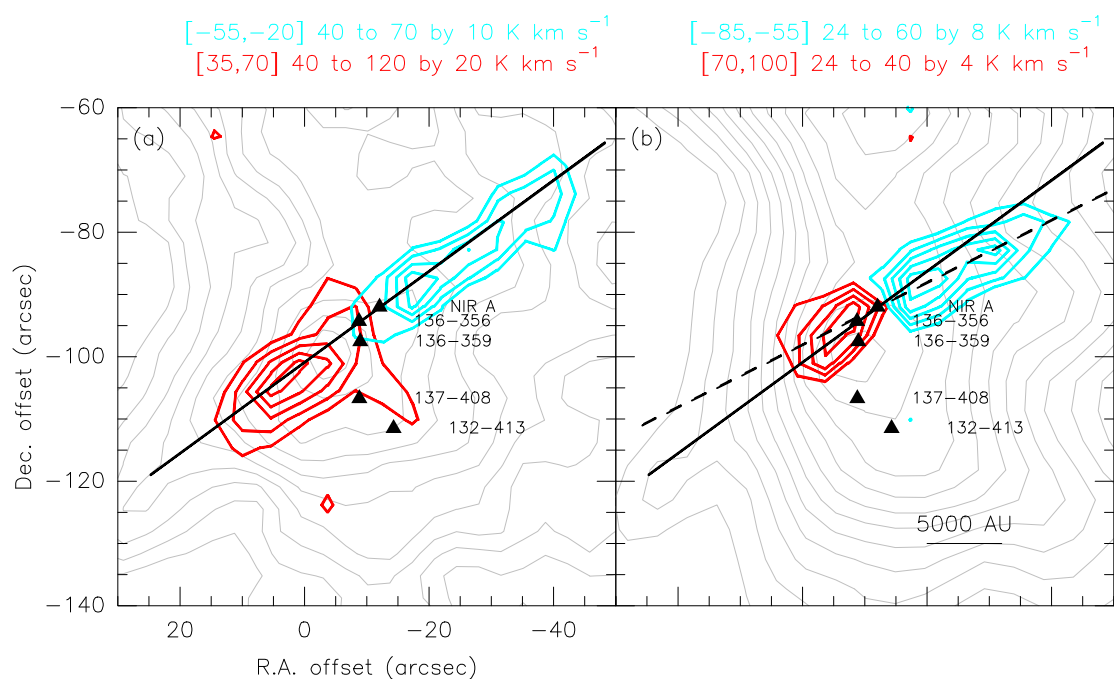 [−55,−20] 40 to 70 by 10 K km s⁻¹
[35,70] 40 to 120 by 20 K km s⁻¹
[−85,−55] 24 to 60 by 8 K km s⁻¹
[70,100] 24 to 40 by 4 K km s⁻¹
(a)
(b)
−60
−80
−100
−120
−140
Dec. offset (arcsec)
NIR A
136−356
136−359
137−408
132−413
NIR A
136−356
136−359
137−408
132−413
5000 AU
20
0
−20
−40
R.A. offset (arcsec)